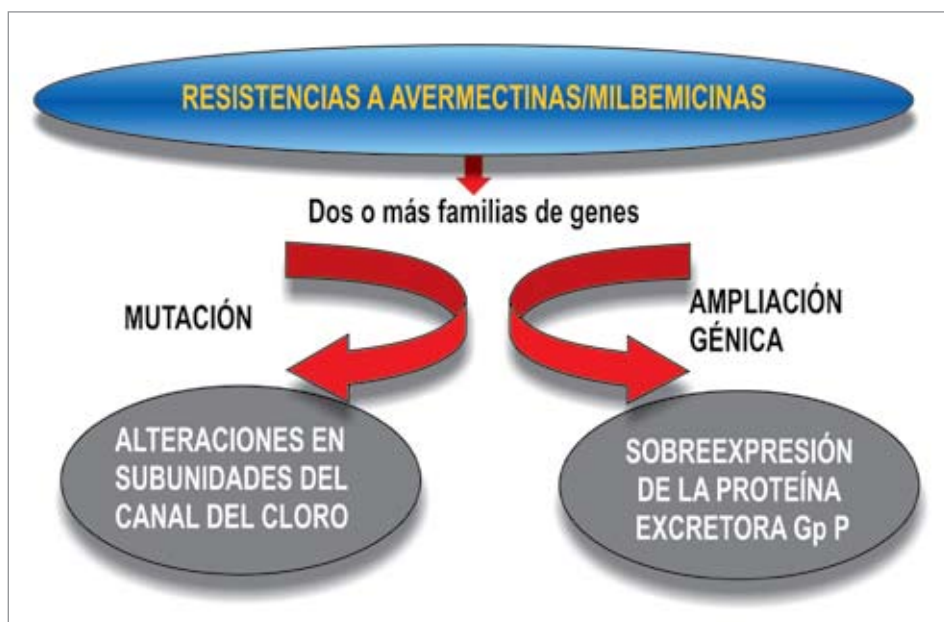 RESISTENCIAS A AVERMECTINAS/MILBEMICINAS
Dos o más familias de genes
MUTACIÓN
AMPLIACIÓN
GÉNICA
ALTERACIONES EN
SUBUNIDADES DEL
CANAL DEL CLORO
SOBREEXPRESIÓN
DE LA PROTEÍNA
EXCRETORA Gp P